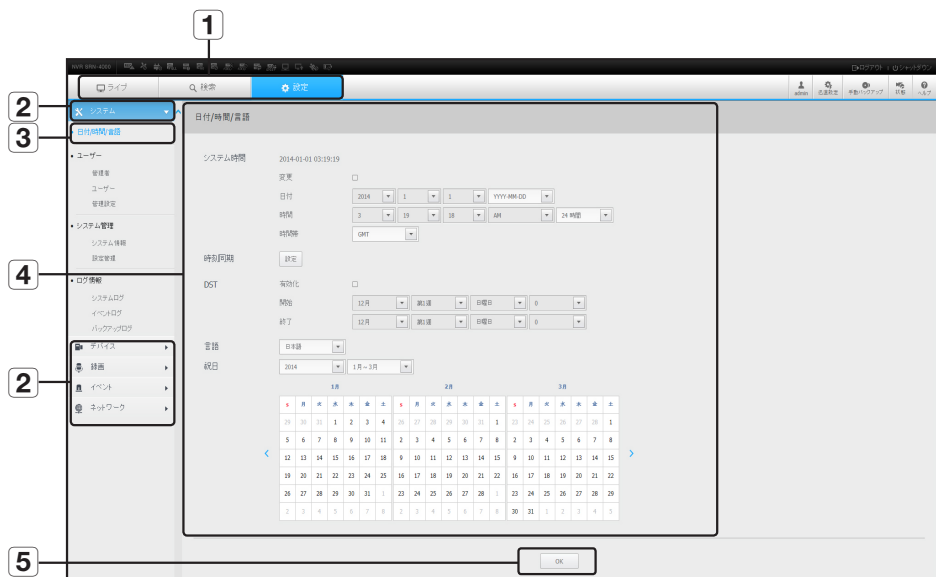 1
NVR SRN-4000 ログアウト | シャットダウン
ライブ 検索 設定 admin 手動バックアップ 状態 ヘルプ
2 システム
3 日付/時間/言語
• ユーザー
管理者
ユーザー
管理設定
• システム管理
システム情報
設定管理
4
• ログ情報
システムログ
イベントログ
バックアップログ
2
デバイス
録画
イベント
ネットワーク
日付/時間/言語
システム時間 2014-01-01 03:19:19
変更
日付 2014 1 1 YYYY-MM-DD
時間 3 19 18 AM 24 時間
時間帯 GMT
時刻同期 設定
DST 有効化
開始 12月 第1週 日曜日 0
終了 12月 第1週 日曜日 0
言語 日本語
祝日 2014 1月~3月
1月 2月 3月
s 月 火 水 木 金 土 s 月 火 水 木 金 土 s 月 火 水 木 金 土
29 30 31 1 2 3 4 26 27 28 29 30 31 1 23 24 25 26 27 28 1
5 6 7 8 9 10 11 2 3 4 5 6 7 8 2 3 4 5 6 7 8
12 13 14 15 16 17 18 9 10 11 12 13 14 15 9 10 11 12 13 14 15
19 20 21 22 23 24 25 16 17 18 19 20 21 22 16 17 18 19 20 21 22
26 27 28 29 30 31 1 23 24 25 26 27 28 1 23 24 25 26 27 28 29
2 3 4 5 6 7 8 2 3 4 5 6 7 8 30 31 1 2 3 4 5
5 OK